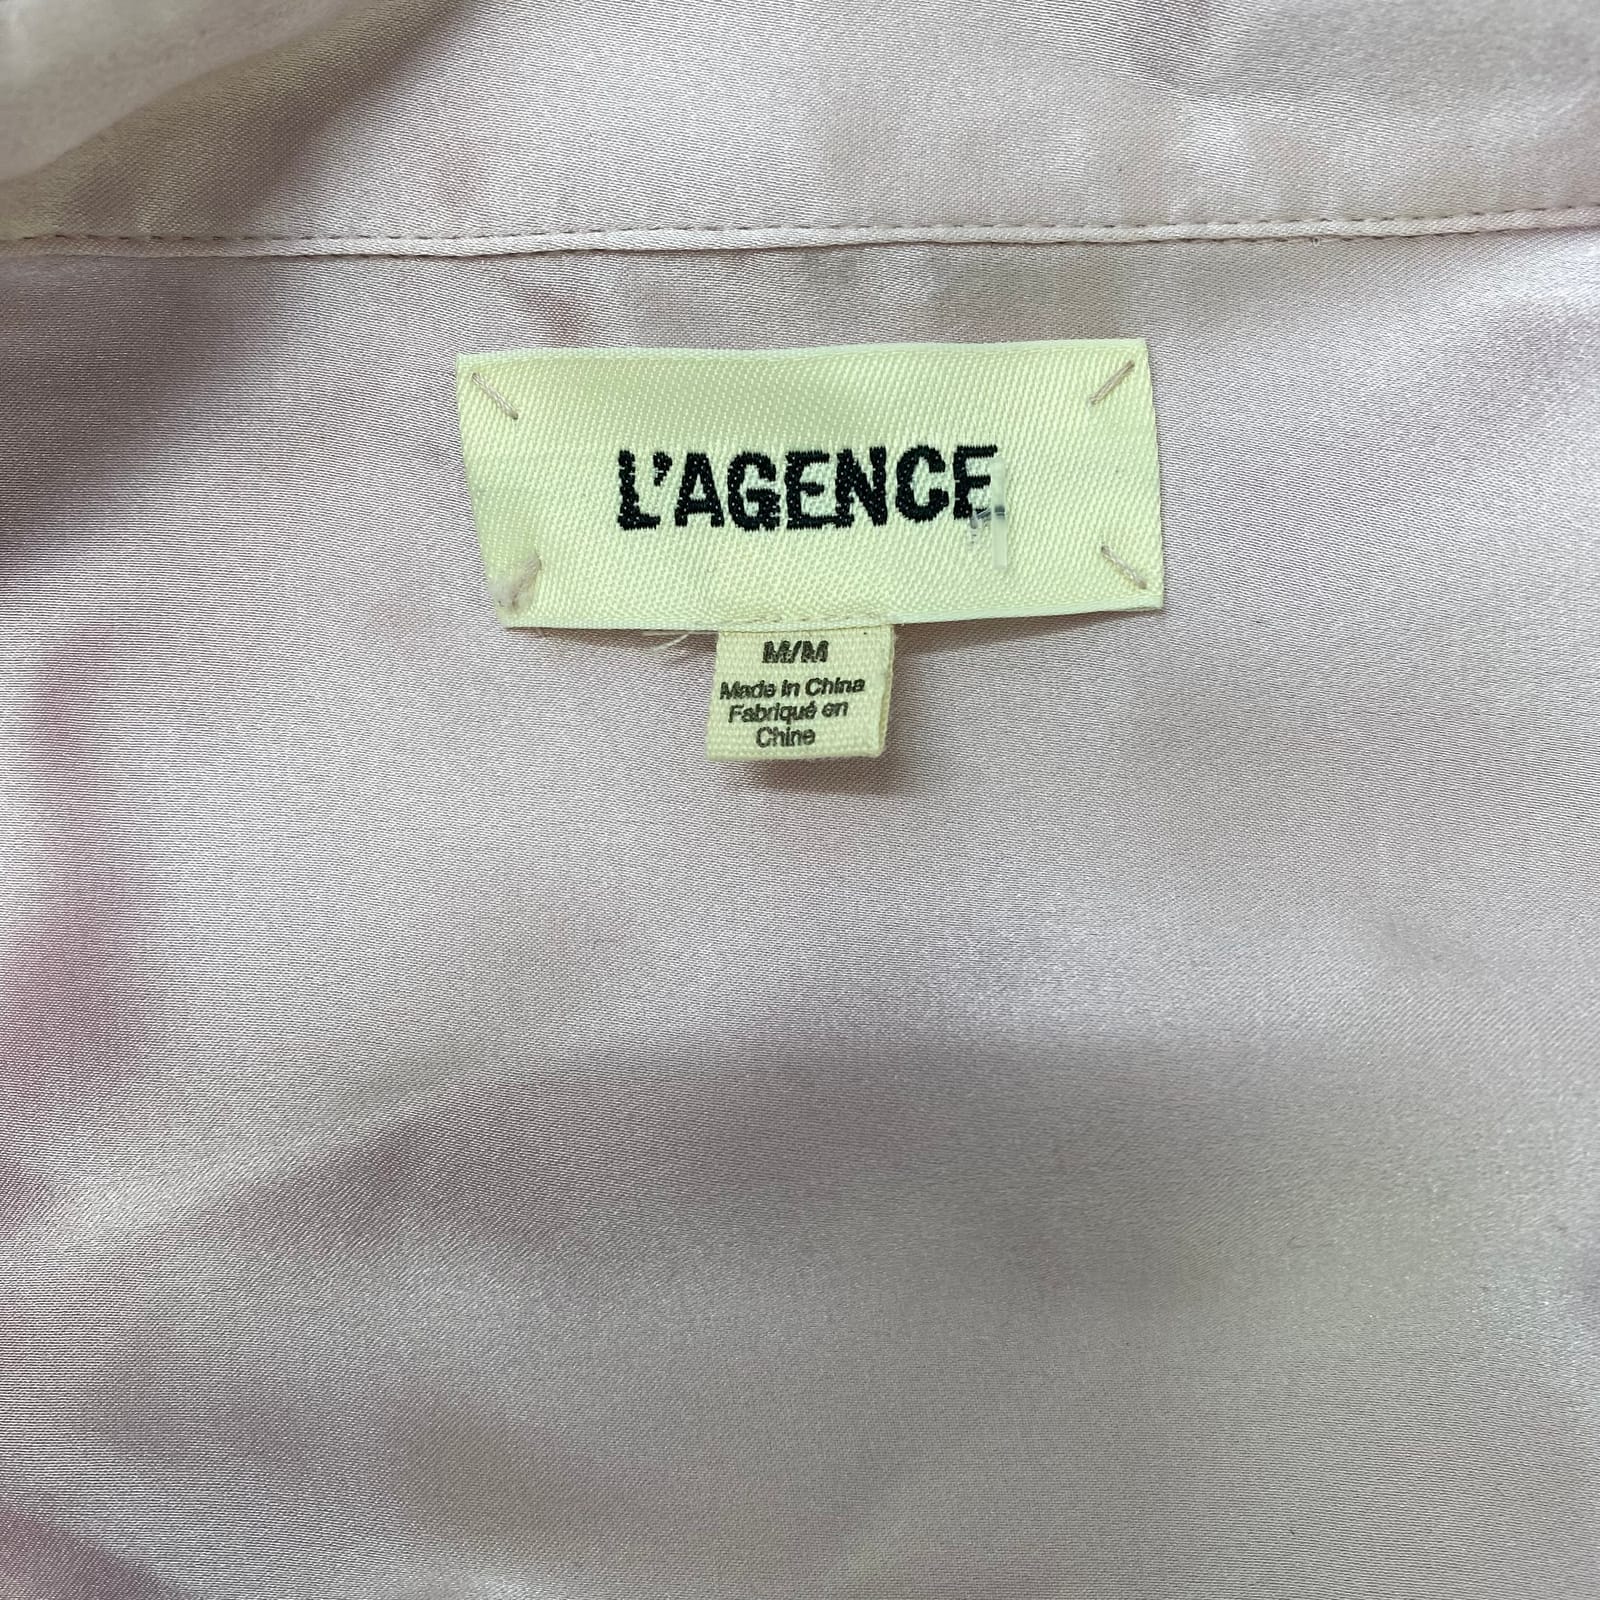 L'AGENCE
M/M
Made in China
Fabriqué en
Chine